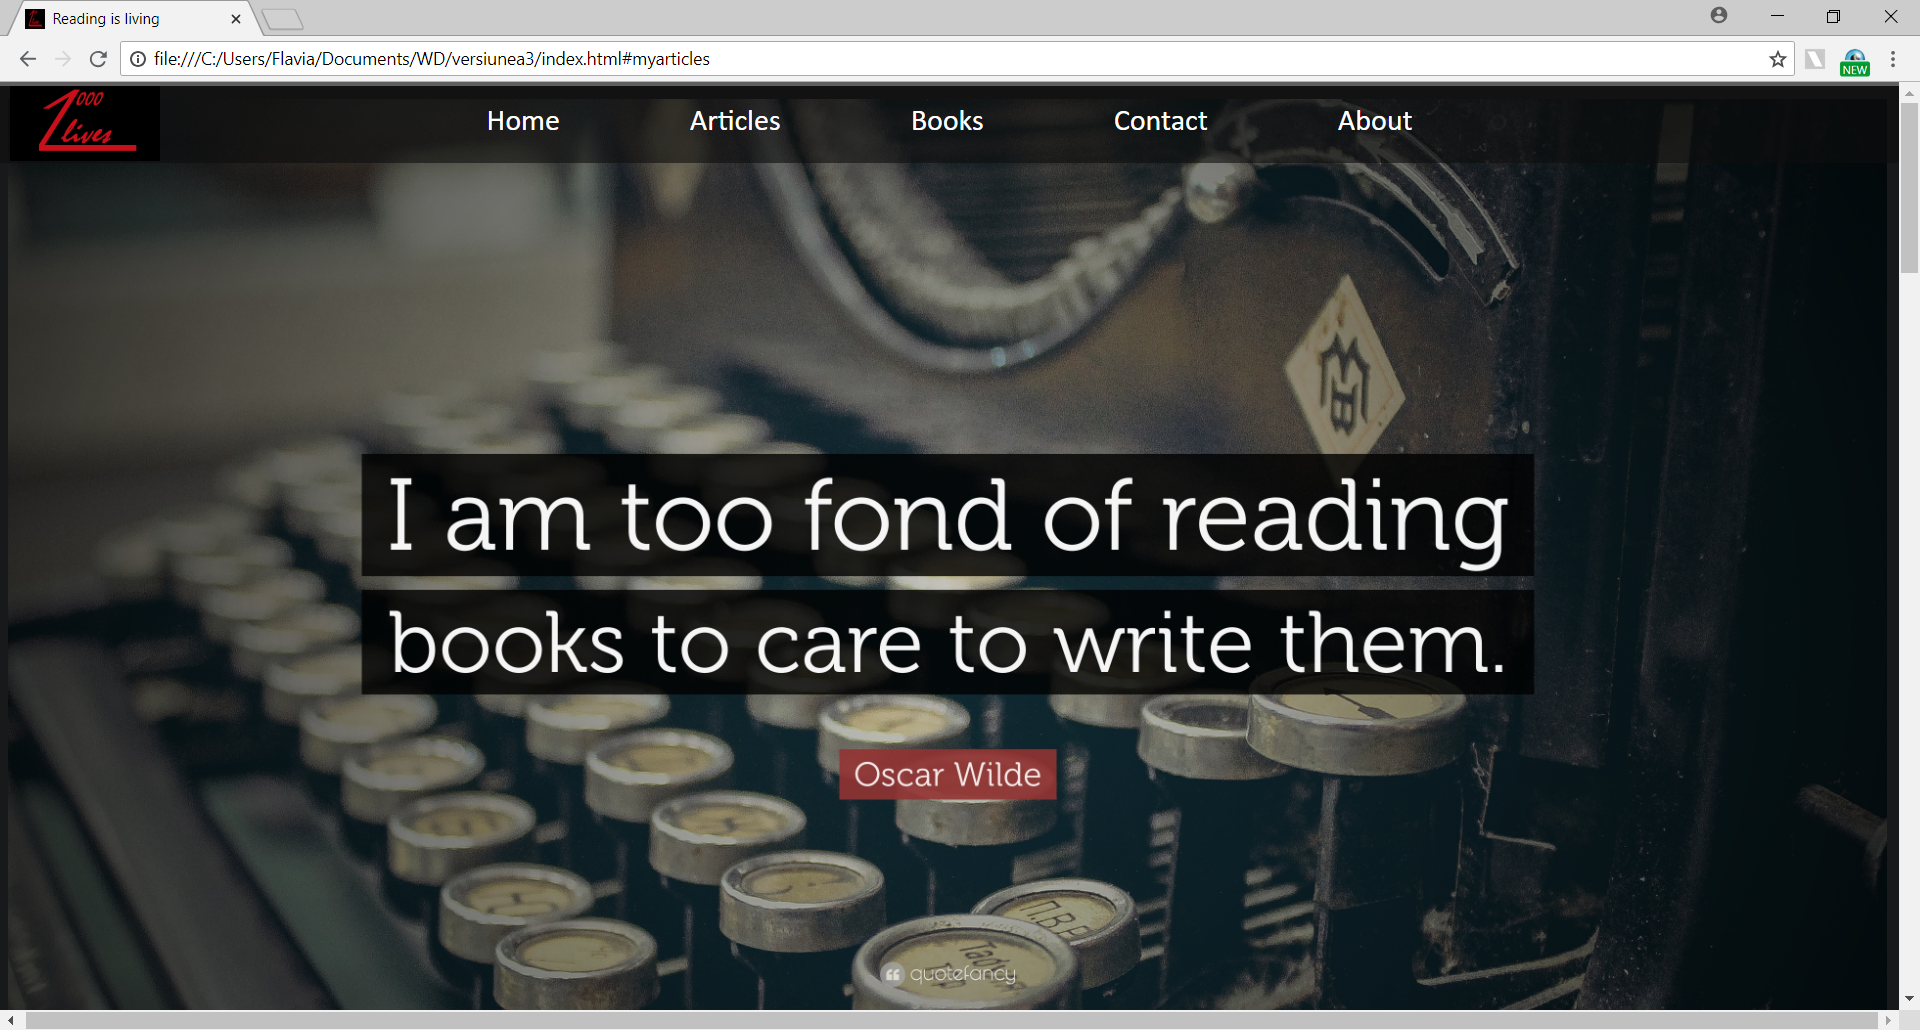 Reading is living
file:///C:/Users/Flavia/Documents/WD/versiunea3/index.html#myarticles
NEW
1000
lives
Home
Articles
Books
Contact
About
MB
I am too fond of reading
books to care to write them.
Oscar Wilde
П.В.Р
quotefancy